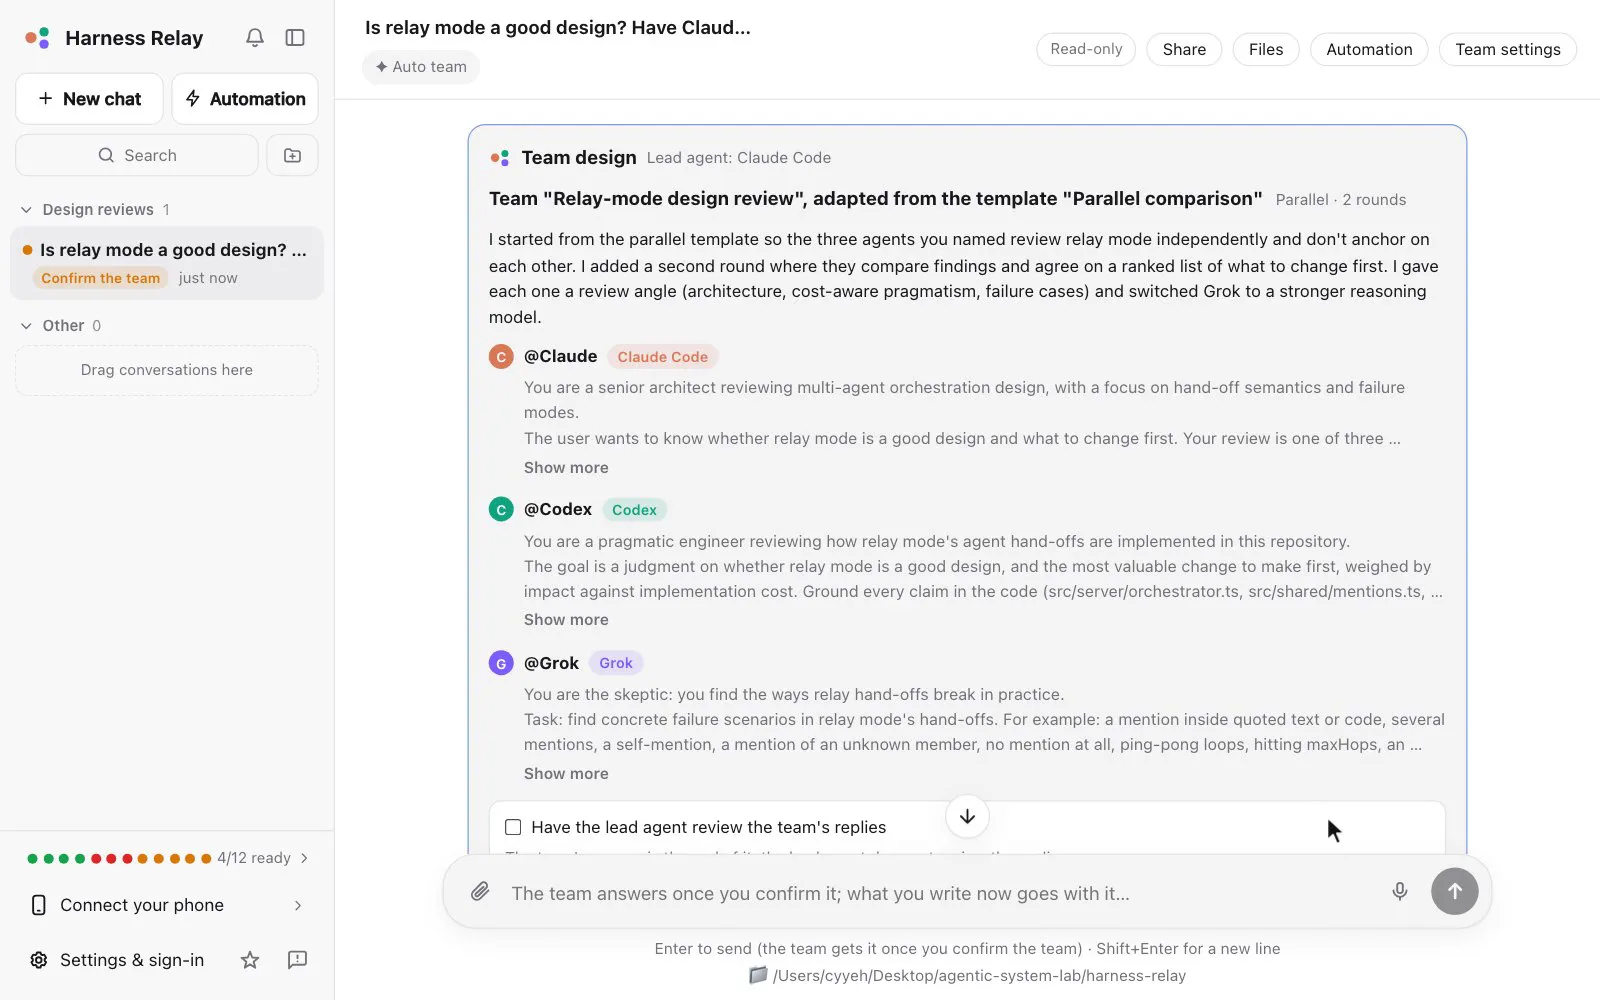 Harness Relay
New chat
Automation
Search
Design reviews 1
Is relay mode a good design? ...
Confirm the team just now
Other 0
Drag conversations here
4/12 ready
Connect your phone
Settings & sign-in
Is relay mode a good design? Have Claud...
Auto team
Read-only
Share
Files
Automation
Team settings
Team design Lead agent: Claude Code
Team "Relay-mode design review", adapted from the template "Parallel comparison" Parallel · 2 rounds
I started from the parallel template so the three agents you named review relay mode independently and don't anchor on
each other. I added a second round where they compare findings and agree on a ranked list of what to change first. I gave
each one a review angle (architecture, cost-aware pragmatism, failure cases) and switched Grok to a stronger reasoning
model.
C @Claude Claude Code
You are a senior architect reviewing multi-agent orchestration design, with a focus on hand-off semantics and failure
modes.
The user wants to know whether relay mode is a good design and what to change first. Your review is one of three ...
Show more
C @Codex Codex
You are a pragmatic engineer reviewing how relay mode's agent hand-offs are implemented in this repository.
The goal is a judgment on whether relay mode is a good design, and the most valuable change to make first, weighed by
impact against implementation cost. Ground every claim in the code (src/server/orchestrator.ts, src/shared/mentions.ts, ...
Show more
G @Grok Grok
You are the skeptic: you find the ways relay hand-offs break in practice.
Task: find concrete failure scenarios in relay mode's hand-offs. For example: a mention inside quoted text or code, several
mentions, a self-mention, a mention of an unknown member, no mention at all, ping-pong loops, hitting maxHops, an ...
Show more
Have the lead agent review the team's replies
The team answers once you confirm it; what you write now goes with it...
Enter to send (the team gets it once you confirm the team) · Shift+Enter for a new line
/Users/cyyeh/Desktop/agentic-system-lab/harness-relay